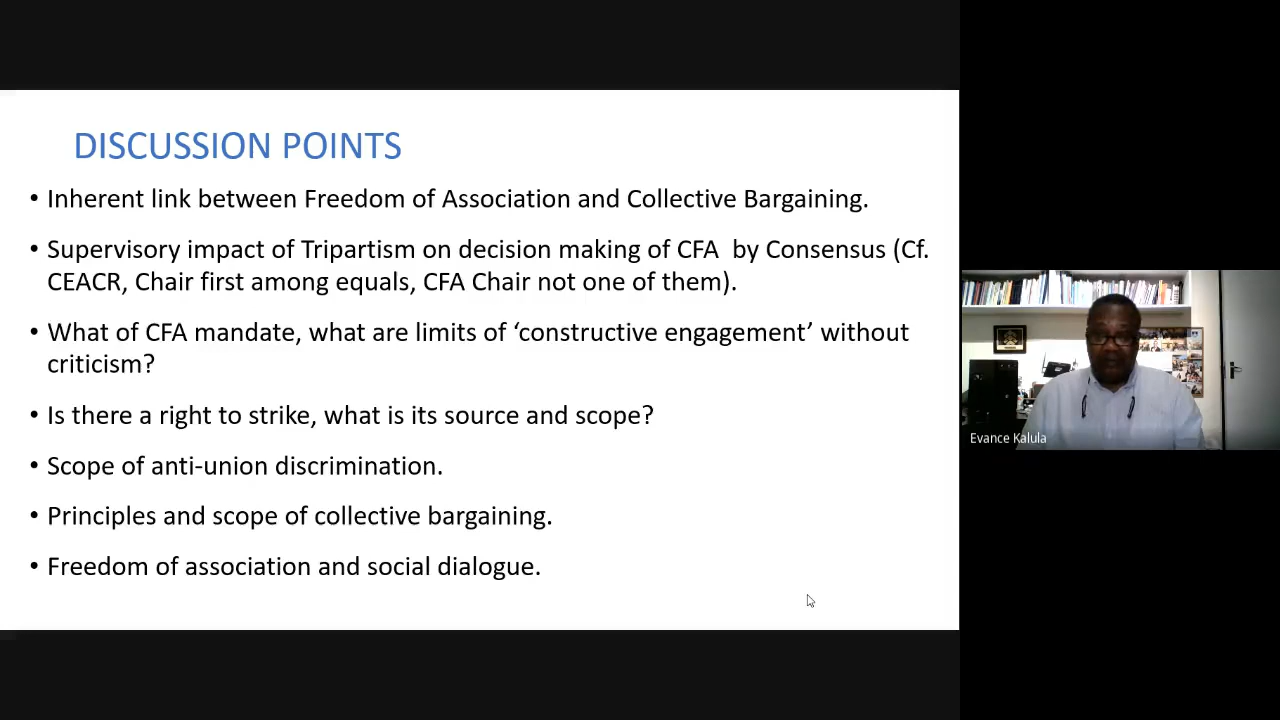 DISCUSSION POINTS
• Inherent link between Freedom of Association and Collective Bargaining.
• Supervisory impact of Tripartism on decision making of CFA  by Consensus (Cf.
CEACR, Chair first among equals, CFA Chair not one of them).
• What of CFA mandate, what are limits of ‘constructive engagement’ without
criticism?
• Is there a right to strike, what is its source and scope?
• Scope of anti-union discrimination.
• Principles and scope of collective bargaining.
• Freedom of association and social dialogue.
Evance Kalula